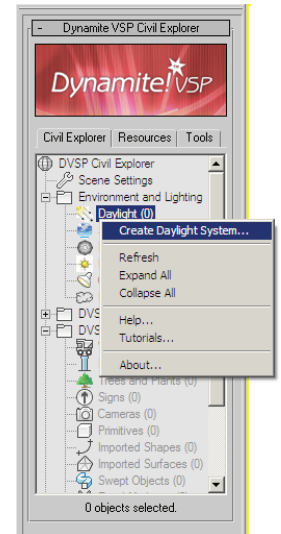 - Dynamite VSP Civil Explorer
Dynamite! VSP
Civil Explorer Resources Tools
DVSP Civil Explorer
Scene Settings
Environment and Lighting
Daylight (0)
Create Daylight System...
Refresh
Expand All
Collapse All
DVS
Help...
DVS
Tutorials...
About...
Trees and Plants (0)
Signs (0)
Cameras (0)
Primitives (0)
Imported Shapes (0)
Imported Surfaces (0)
Swept Objects (0)
0 objects selected.